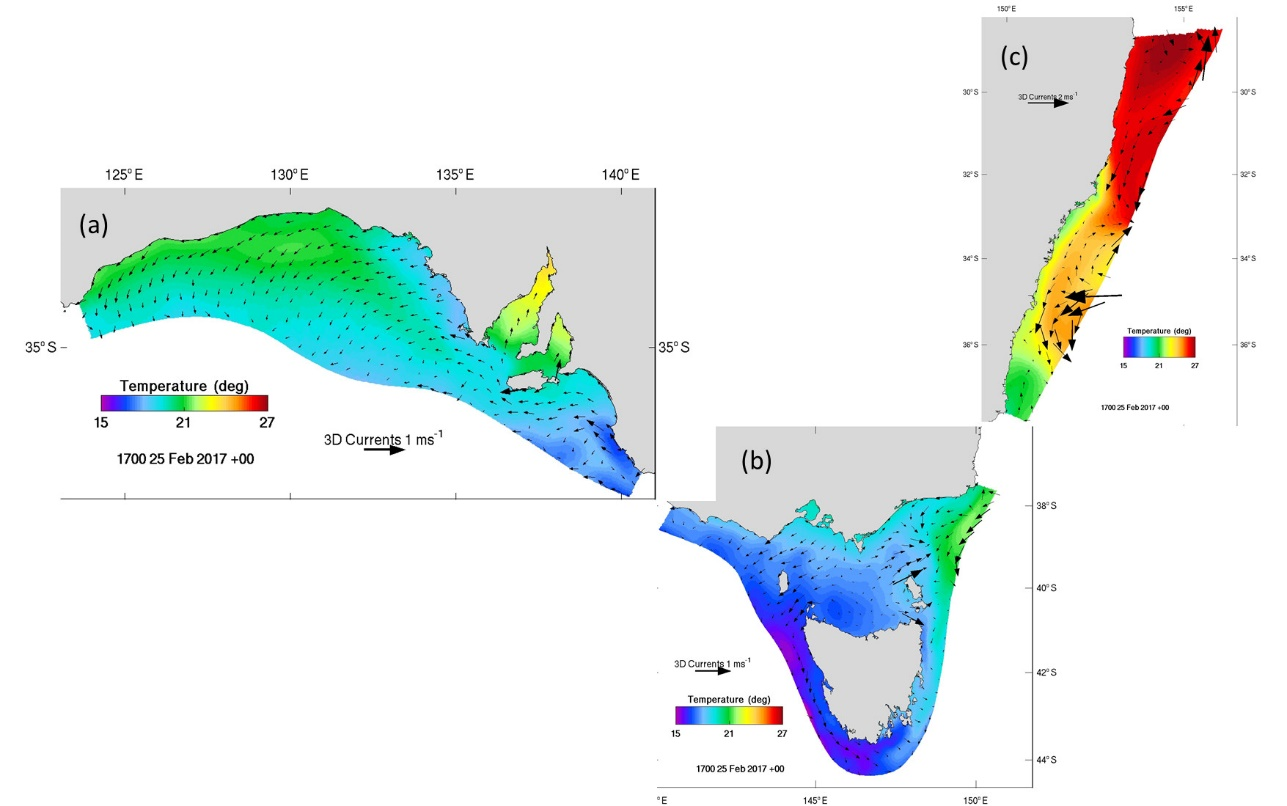 (a)
125°E 130°E 135°E 140°E
35°S 35°S
Temperature (deg)
15 21 27
3D Currents 1 ms⁻¹
1700 25 Feb 2017 +00
(c)
150°E 155°E
30°S 30°S
32°S 32°S
34°S 34°S
36°S 36°S
3D Currents 2 ms⁻¹
Temperature (deg)
15 21 27
1700 25 Feb 2017 +00
(b)
38°S
40°S
42°S
44°S
3D Currents 1 ms⁻¹
Temperature (deg)
15 21 27
1700 25 Feb 2017 +00
°E 145°E 150°E